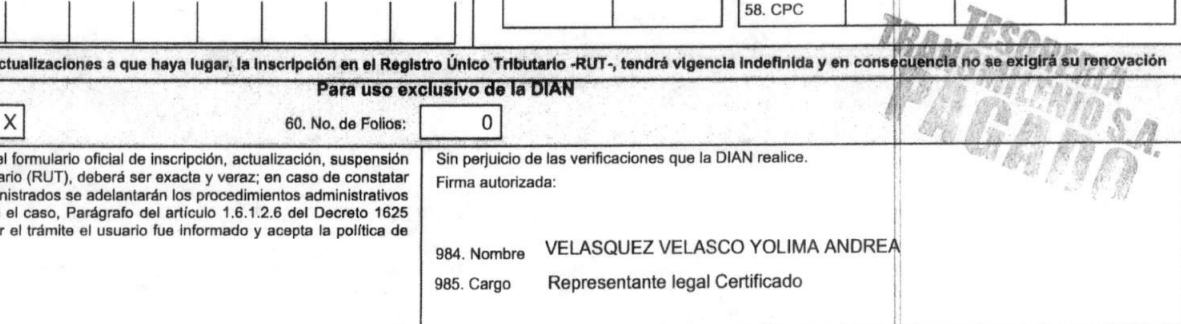 58. CPC
TESORERIA
TRANSMILENIO S.A.
PAGADO
ctualizaciones a que haya lugar, la inscripción en el Registro Único Tributario -RUT-, tendrá vigencia indefinida y en consecuencia no se exigirá su renovación
Para uso exclusivo de la DIAN
X
60. No. de Folios: 0
el formulario oficial de inscripción, actualización, suspensión
ario (RUT), deberá ser exacta y veraz; en caso de constatar
nistrados se adelantarán los procedimientos administrativos
el caso, Parágrafo del artículo 1.6.1.2.6 del Decreto 1625
r el trámite el usuario fue informado y acepta la política de
Sin perjuicio de las verificaciones que la DIAN realice.
Firma autorizada:
984. Nombre VELASQUEZ VELASCO YOLIMA ANDREA
985. Cargo Representante legal Certificado